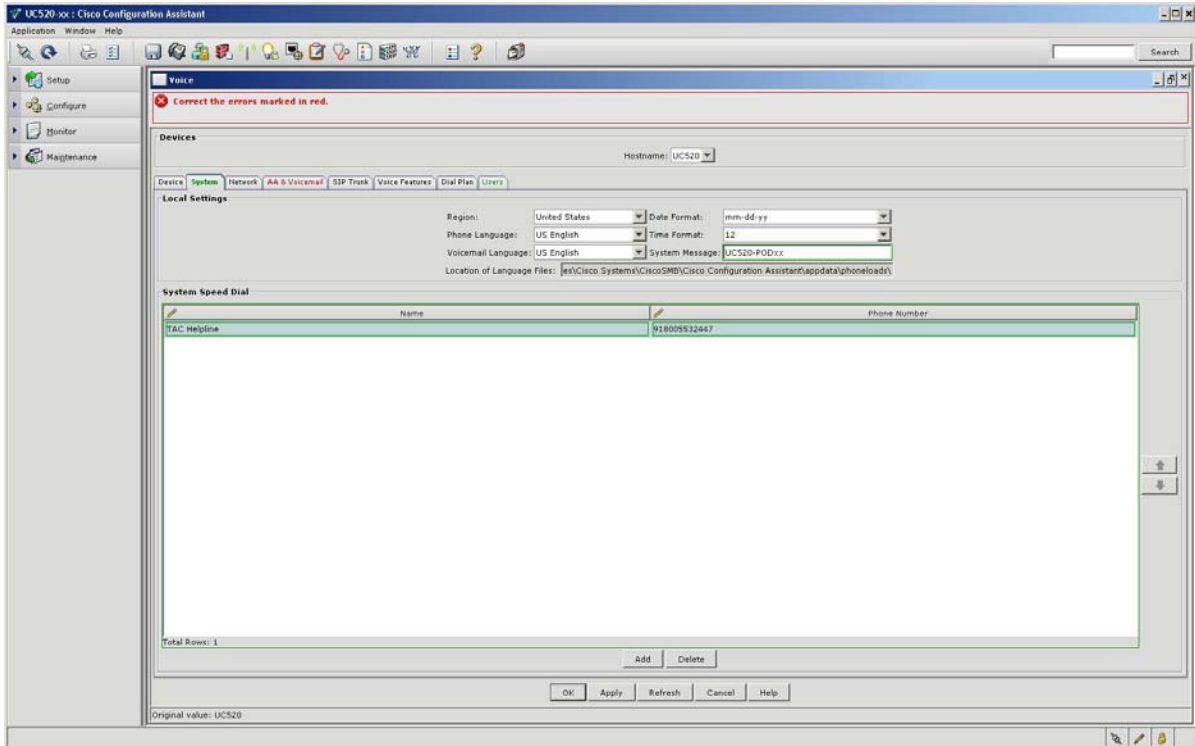 UC520-xx : Cisco Configuration Assistant
Application Window Help
Search
Setup
Configure
Monitor
Maintenance
Voice
Correct the errors marked in red.
Devices
Hostname: UC520
Device System Network AA & Voicemail SIP Trunk Voice Features Dial Plan Users
Local Settings
Region: United States Date Format: mm-dd-yy
Phone Language: US English Time Format: 12
Voicemail Language: US English System Message: UC520-PODxx
Location of Language Files: es\Cisco Systems\CiscoSMB\Cisco Configuration Assistant\appdata\phoneloads\
System Speed Dial
Name Phone Number
TAC Helpline 918005532447
Total Rows: 1
Add Delete
OK Apply Refresh Cancel Help
Original value: UC520